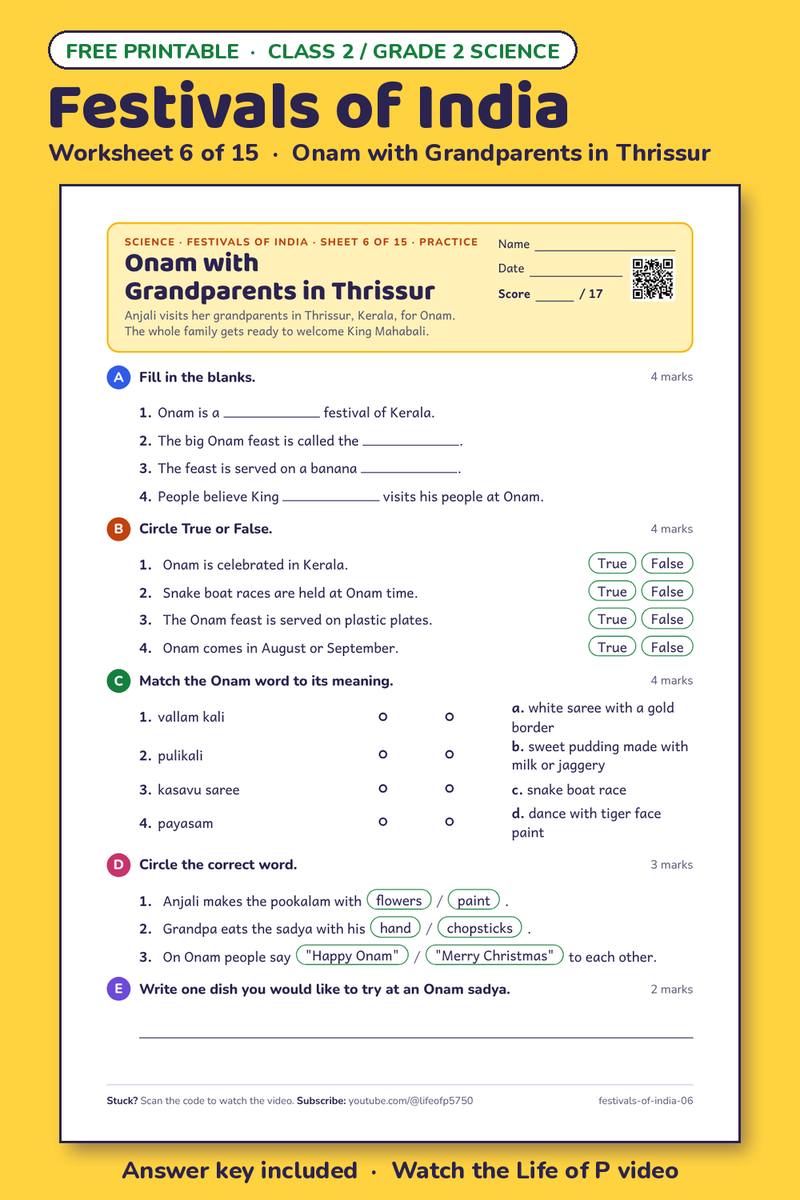 FREE PRINTABLE · CLASS 2 / GRADE 2 SCIENCE
Festivals of India
Worksheet 6 of 15 · Onam with Grandparents in Thrissur
SCIENCE · FESTIVALS OF INDIA · SHEET 6 OF 15 · PRACTICE
Onam with
Grandparents in Thrissur
Anjali visits her grandparents in Thrissur, Kerala, for Onam.
The whole family gets ready to welcome King Mahabali.
Name ____________
Date ____________
Score _____ / 17
A Fill in the blanks. 4 marks
1. Onam is a ____________ festival of Kerala.
2. The big Onam feast is called the ____________.
3. The feast is served on a banana ____________.
4. People believe King ____________ visits his people at Onam.
B Circle True or False. 4 marks
1. Onam is celebrated in Kerala. True False
2. Snake boat races are held at Onam time. True False
3. The Onam feast is served on plastic plates. True False
4. Onam comes in August or September. True False
C Match the Onam word to its meaning. 4 marks
1. vallam kali
a. white saree with a gold
border
2. pulikali
b. sweet pudding made with
milk or jaggery
3. kasavu saree
c. snake boat race
4. payasam
d. dance with tiger face
paint
D Circle the correct word. 3 marks
1. Anjali makes the pookalam with flowers / paint .
2. Grandpa eats the sadya with his hand / chopsticks .
3. On Onam people say "Happy Onam" / "Merry Christmas" to each other.
E Write one dish you would like to try at an Onam sadya. 2 marks
Stuck? Scan the code to watch the video. Subscribe: youtube.com/@lifeofp5750
festivals-of-india-06
Answer key included · Watch the Life of P video